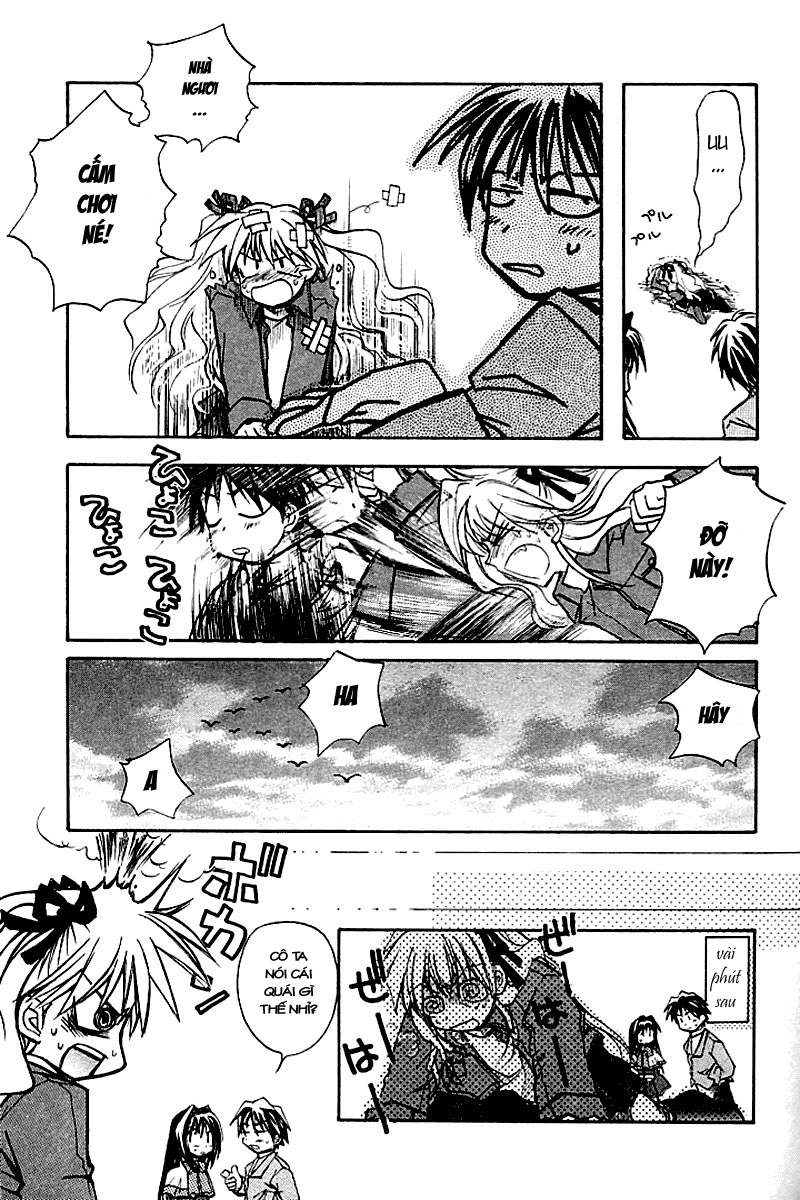 UU
...
プル
プル
NHÀ
NGƯƠI
...
CẤM
CHƠI
NÉ!
ĐỠ
NÀY!
ひょこ
ひょこ
ひょこ
HÂY
HA
A
vài
phút
sau
ぜーはー
ぜーはー
CÔ TA
NÓI CÁI
QUÁI GÌ
THẾ NHỈ?
ボカーン